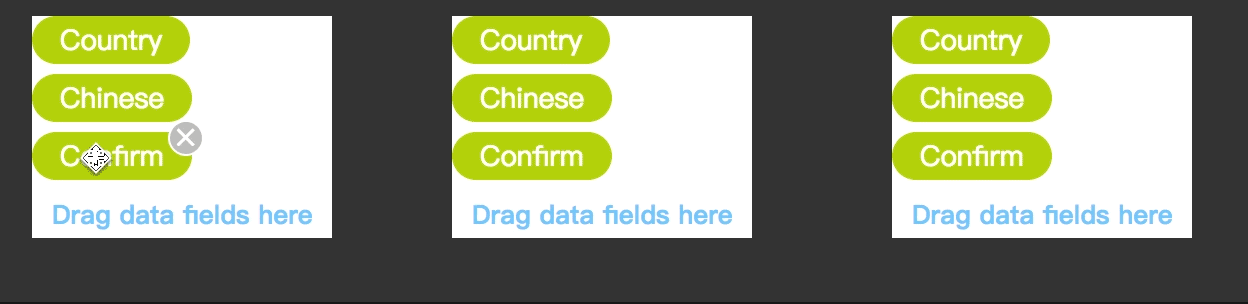 Country
Chinese
Confirm
Drag data fields here
Country
Chinese
Confirm
Drag data fields here
Country
Chinese
Confirm
Drag data fields here